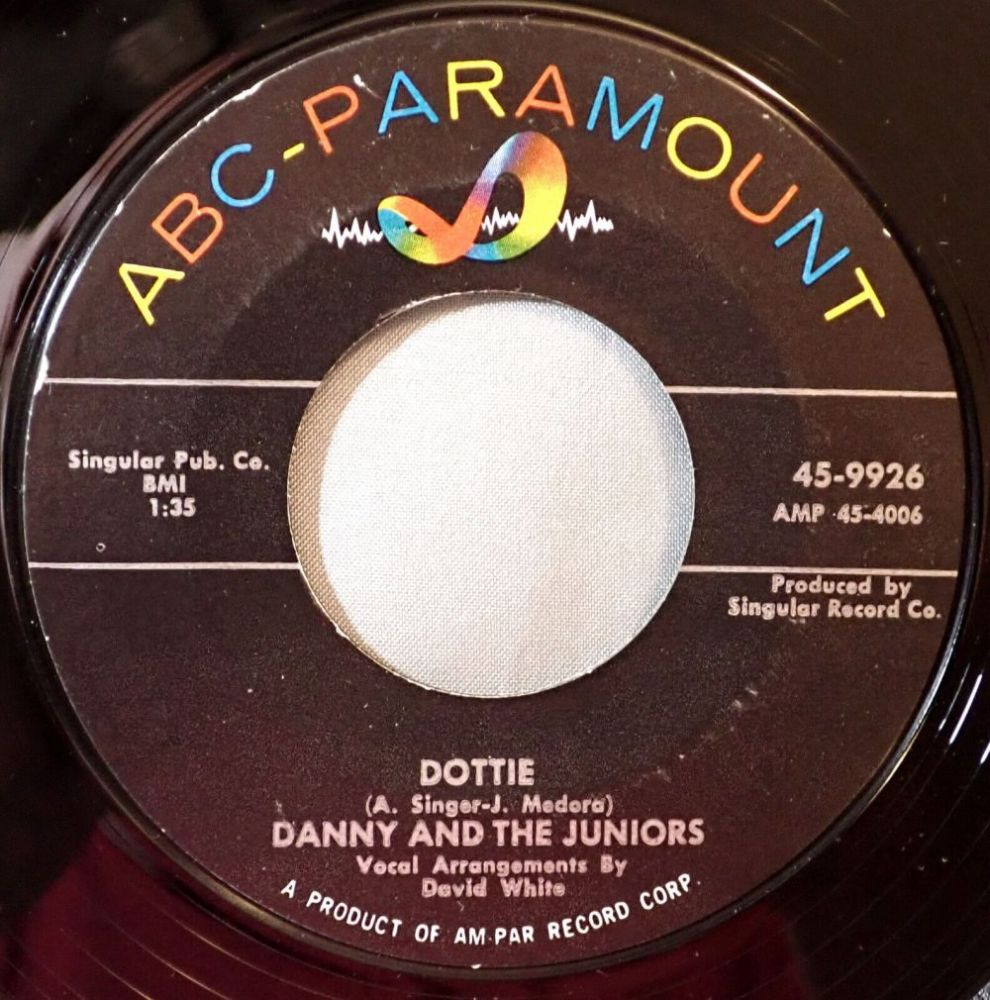 ABC-PARAMOUNT
Singular Pub. Co.
BMI
1:35
45-9926
AMP 45-4006
Produced by
Singular Record Co.
DOTTIE
(A. Singer-J. Medora)
DANNY AND THE JUNIORS
Vocal Arrangements By
David White
A PRODUCT OF AM-PAR RECORD CORP.